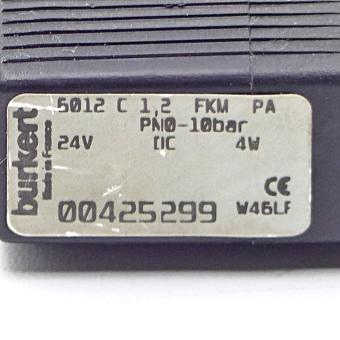 burkert
Made in France
5012 C 1,2 FKM PA
PN0-10bar
24V DC 4W
CE
00425299 W46LF